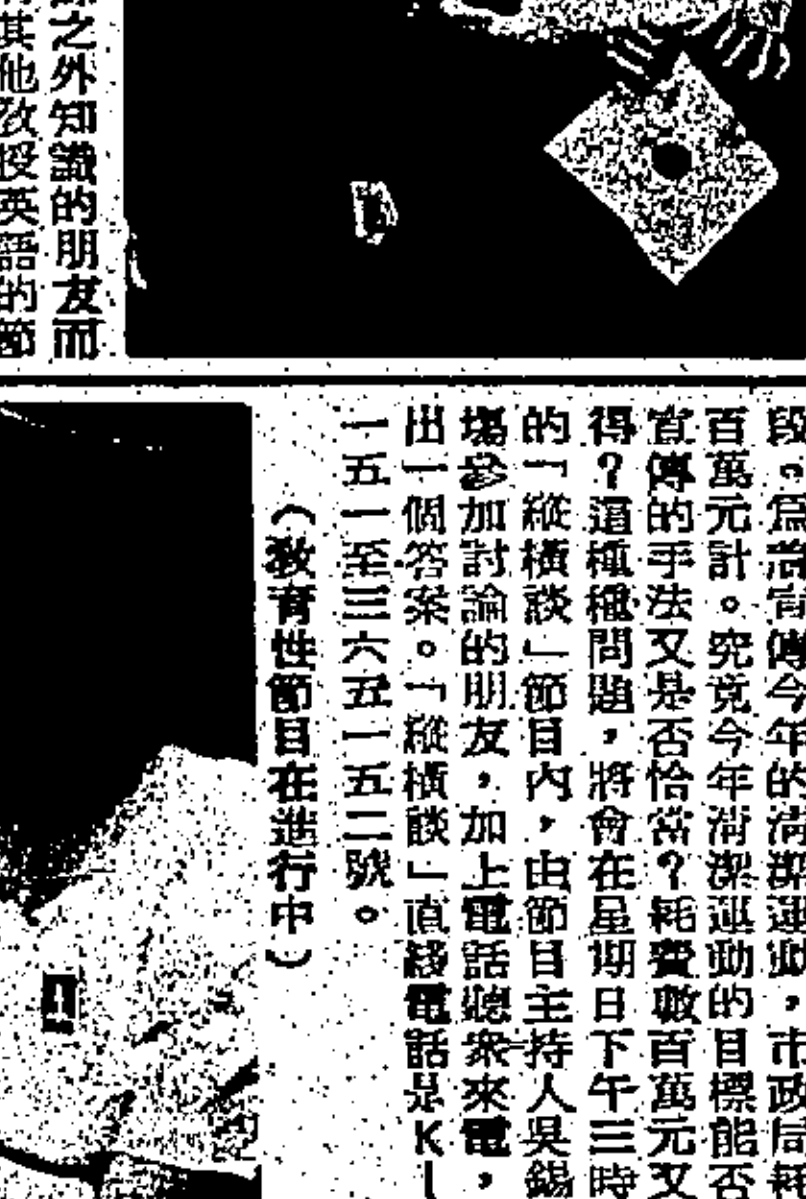 之外知識的朋友而
其他教授英語的節
段。為着宣傳今年的清潔運動，市政局耗
百萬元計。究竟今年清潔運動的目標能否
宣傳的手法又是否恰當？耗費數百萬元又
得？這種種問題，將會在星期日下午三時
的「縱橫談」節目內，由節目主持人吳錫
塲參加討論的朋友，加上電話聽衆來電，
出一個答案。「縱橫談」直綫電話是K｜
一五一至三六五一五二號。
（教育性節目在進行中）